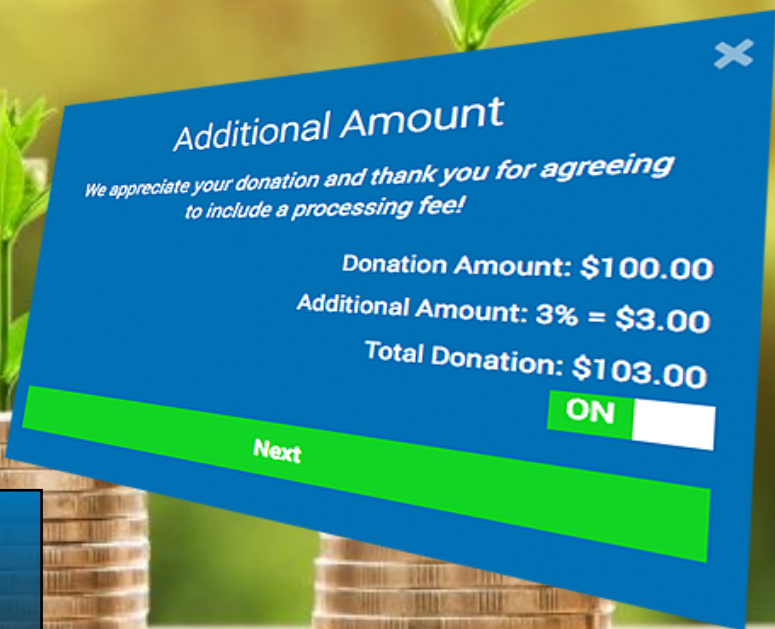 Additional Amount
We appreciate your donation and thank you for agreeing
to include a processing fee!
Donation Amount: $100.00
Additional Amount: 3% = $3.00
Total Donation: $103.00
ON
Next